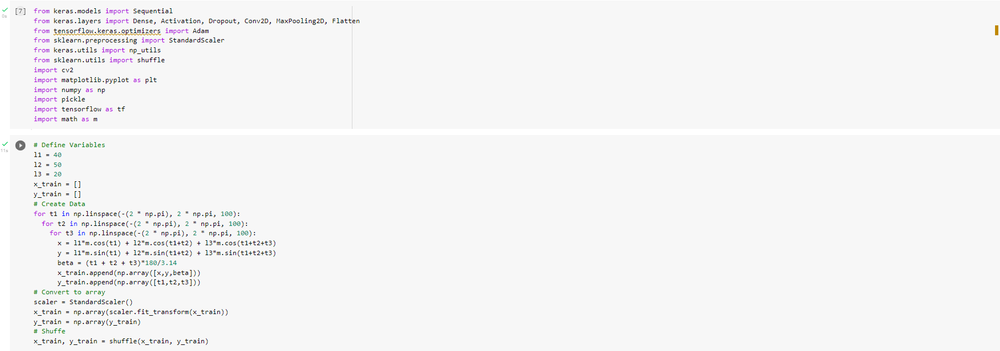 [7] from keras.models import Sequential
0s
from keras.layers import Dense, Activation, Dropout, Conv2D, MaxPooling2D, Flatten
from tensorflow.keras.optimizers import Adam
from sklearn.preprocessing import StandardScaler
from keras.utils import np_utils
from sklearn.utils import shuffle
import cv2
import matplotlib.pyplot as plt
import numpy as np
import pickle
import tensorflow as tf
import math as m
# Define Variables
11s
l1 = 40
l2 = 50
l3 = 20
x_train = []
y_train = []
# Create Data
for t1 in np.linspace(-(2 * np.pi), 2 * np.pi, 100):
  for t2 in np.linspace(-(2 * np.pi), 2 * np.pi, 100):
    for t3 in np.linspace(-(2 * np.pi), 2 * np.pi, 100):
      x = l1*m.cos(t1) + l2*m.cos(t1+t2) + l3*m.cos(t1+t2+t3)
      y = l1*m.sin(t1) + l2*m.sin(t1+t2) + l3*m.sin(t1+t2+t3)
      beta = (t1 + t2 + t3)*180/3.14
      x_train.append(np.array([x,y,beta]))
      y_train.append(np.array([t1,t2,t3]))
# Convert to array
scaler = StandardScaler()
x_train = np.array(scaler.fit_transform(x_train))
y_train = np.array(y_train)
# Shuffe
x_train, y_train = shuffle(x_train, y_train)